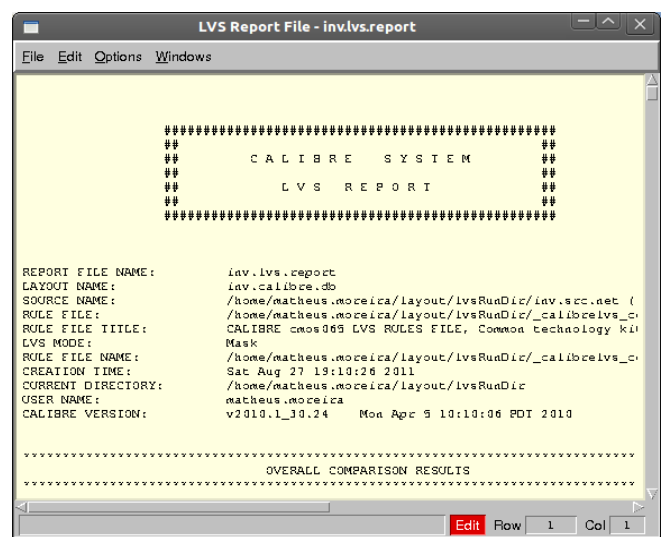 LVS Report File - inv.lvs.report
File Edit Options Windows
##################################################
## ##
## C A L I B R E S Y S T E M ##
## ##
## L V S R E P O R T ##
## ##
##################################################
REPORT FILE NAME: inv.lvs.report
LAYOUT NAME: inv.calibre.db
SOURCE NAME: /home/matheus.moreira/layout/lvsRunDir/inv.src.net (
RULE FILE: /home/matheus.moreira/layout/lvsRunDir/_calibrelvs_c
RULE FILE TITLE: CALIBRE cmos065 LVS RULES FILE, Common technology ki
LVS MODE: Mask
RULE FILE NAME: /home/matheus.moreira/layout/lvsRunDir/_calibrelvs_c
CREATION TIME: Sat Aug 27 19:10:26 2011
CURRENT DIRECTORY: /home/matheus.moreira/layout/lvsRunDir
USER NAME: matheus.moreira
CALIBRE VERSION: v2010.1_30.24 Mon Apr 5 10:10:06 PDT 2010
OVERALL COMPARISON RESULTS
Edit Row 1 Col 1